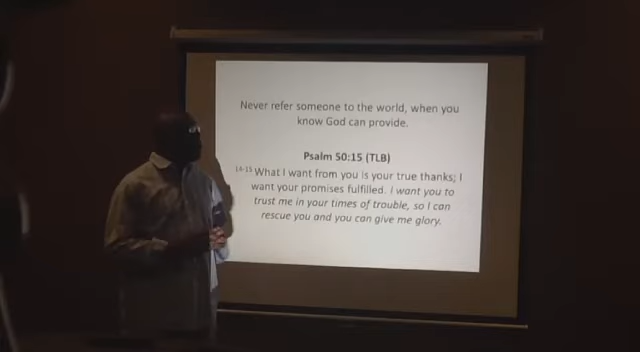 Never refer someone to the world, when you
know God can provide.
Psalm 50:15 (TLB)
14-15 What I want from you is your true thanks; I
want your promises fulfilled. I want you to
trust me in your times of trouble, so I can
rescue you and you can give me glory.